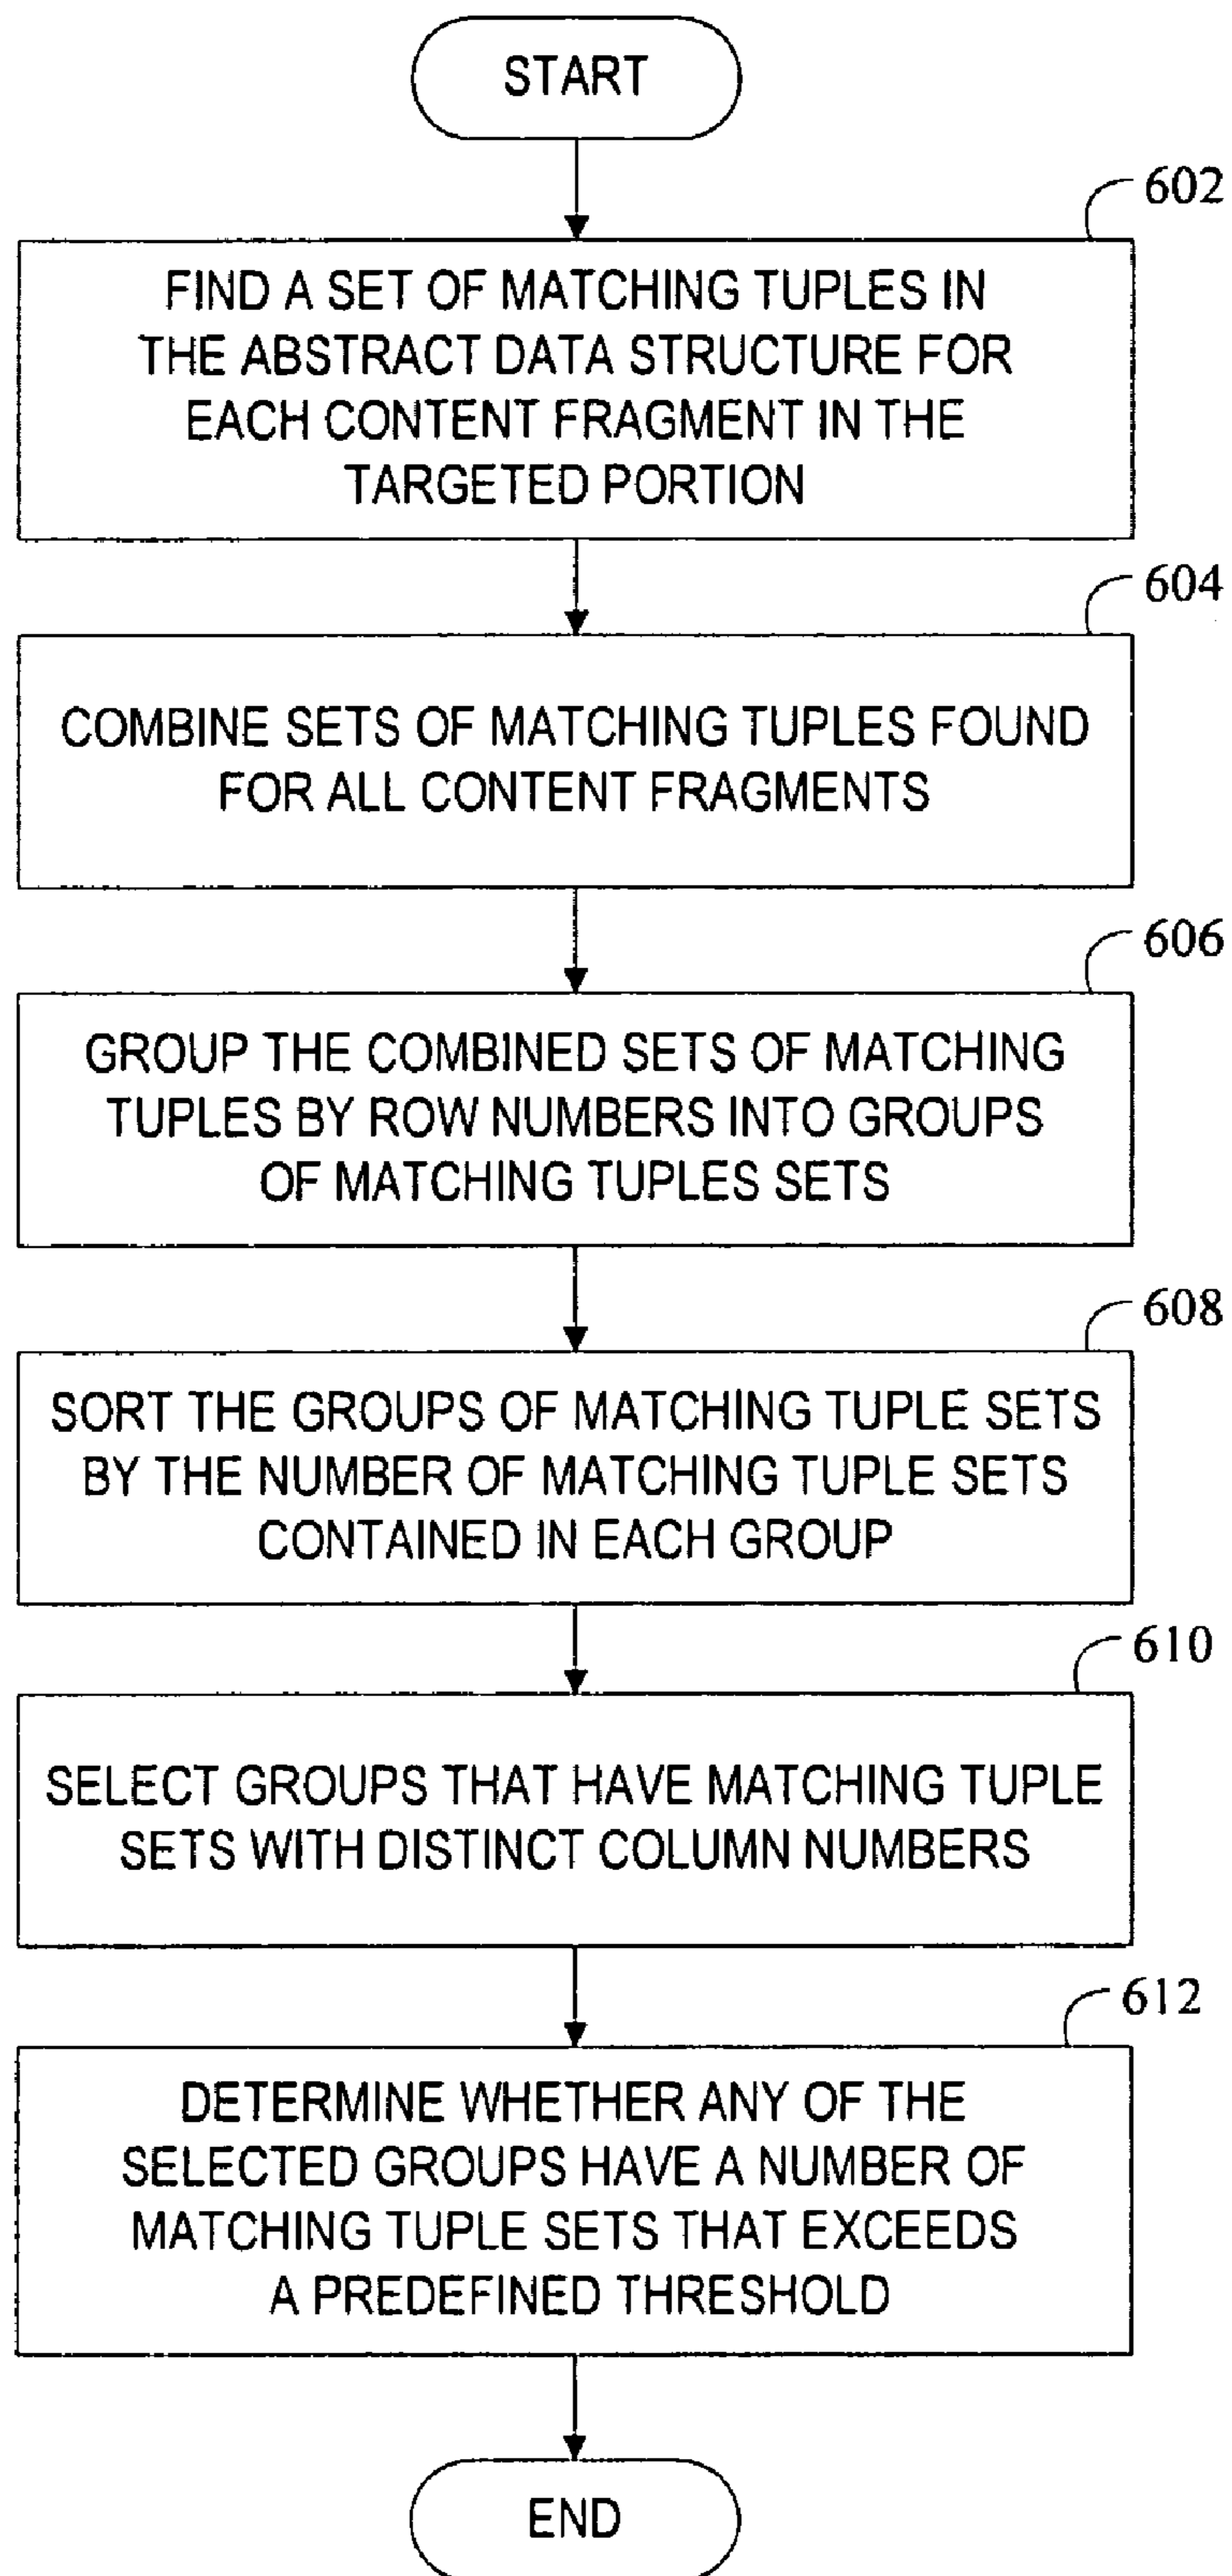 START
602
FIND A SET OF MATCHING TUPLES IN
THE ABSTRACT DATA STRUCTURE FOR
EACH CONTENT FRAGMENT IN THE
TARGETED PORTION
604
COMBINE SETS OF MATCHING TUPLES FOUND
FOR ALL CONTENT FRAGMENTS
606
GROUP THE COMBINED SETS OF MATCHING
TUPLES BY ROW NUMBERS INTO GROUPS
OF MATCHING TUPLES SETS
608
SORT THE GROUPS OF MATCHING TUPLE SETS
BY THE NUMBER OF MATCHING TUPLE SETS
CONTAINED IN EACH GROUP
610
SELECT GROUPS THAT HAVE MATCHING TUPLE
SETS WITH DISTINCT COLUMN NUMBERS
612
DETERMINE WHETHER ANY OF THE
SELECTED GROUPS HAVE A NUMBER OF
MATCHING TUPLE SETS THAT EXCEEDS
A PREDEFINED THRESHOLD
END